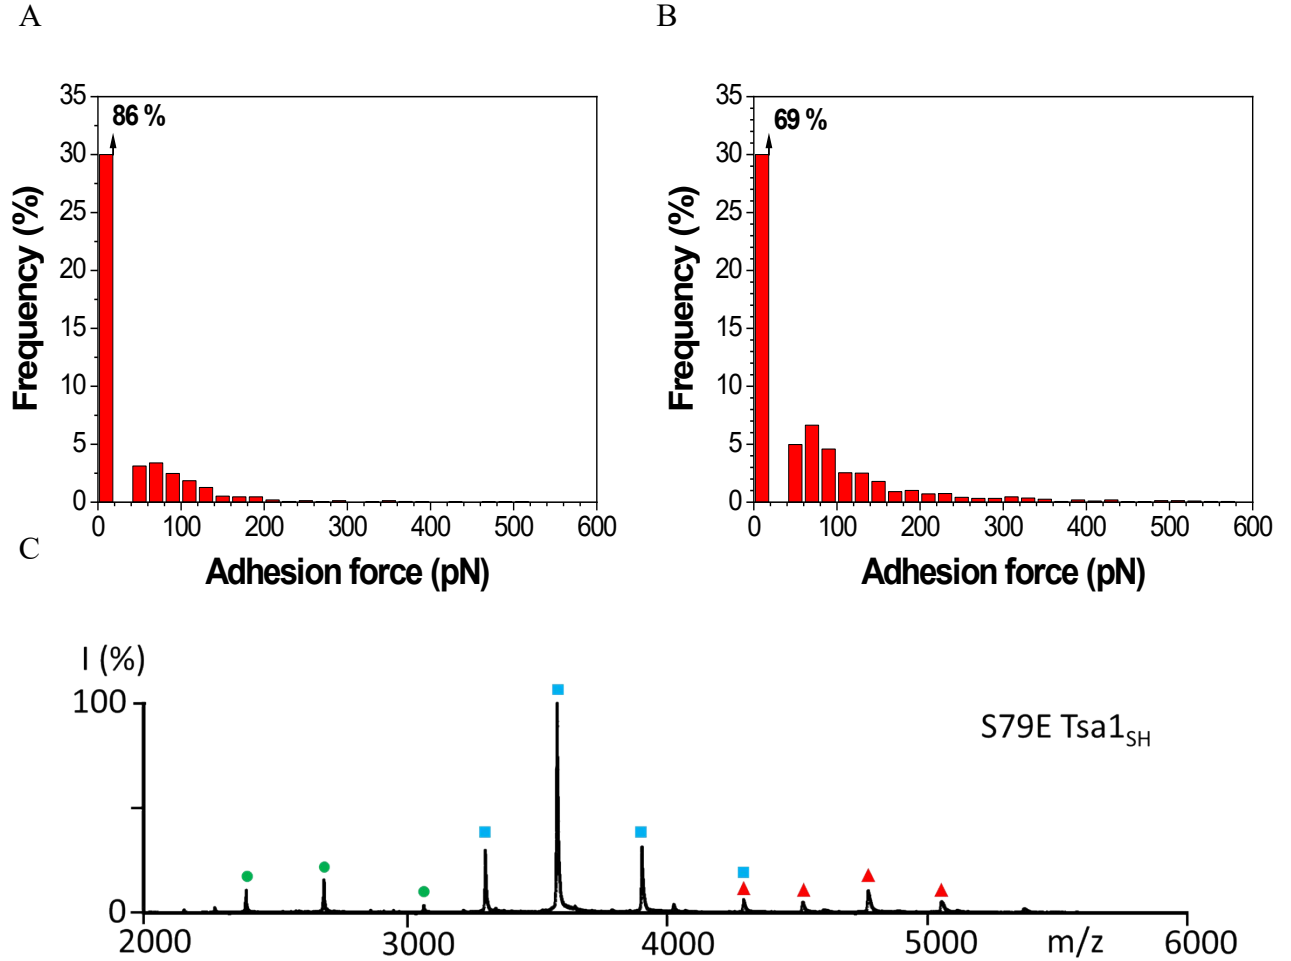 A
B
35
30
25
20
15
10
5
0
86 %
Frequency (%)
0 100 200 300 400 500 600
Adhesion force (pN)
35
30
25
20
15
10
5
0
69 %
Frequency (%)
0 100 200 300 400 500 600
Adhesion force (pN)
C
I (%)
100
0
S79E Tsa1SH
2000 3000 4000 5000 m/z 6000